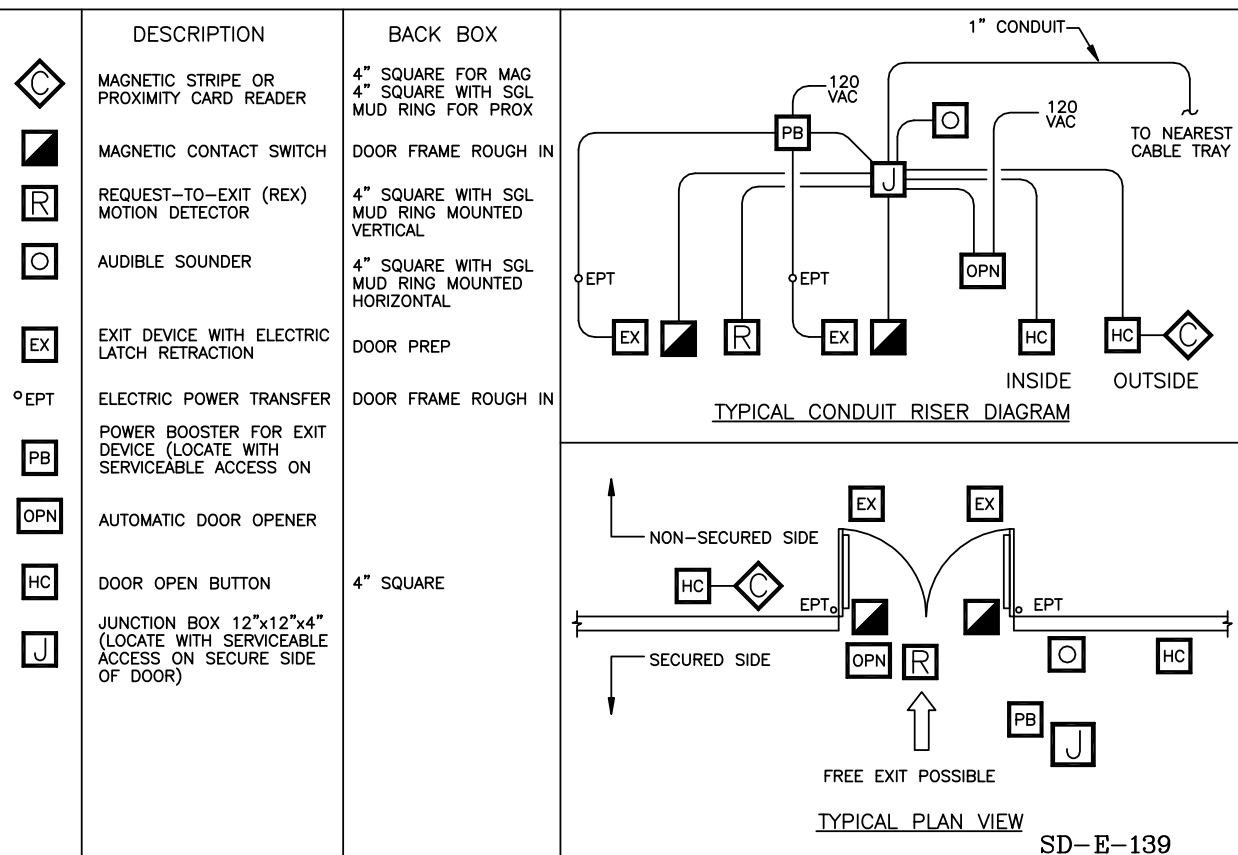 DESCRIPTION
BACK BOX
C
MAGNETIC STRIPE OR
PROXIMITY CARD READER
4" SQUARE FOR MAG
4" SQUARE WITH SGL
MUD RING FOR PROX
MAGNETIC CONTACT SWITCH
DOOR FRAME ROUGH IN
R
REQUEST-TO-EXIT (REX)
MOTION DETECTOR
4" SQUARE WITH SGL
MUD RING MOUNTED
VERTICAL
AUDIBLE SOUNDER
4" SQUARE WITH SGL
MUD RING MOUNTED
HORIZONTAL
EX
EXIT DEVICE WITH ELECTRIC
LATCH RETRACTION
DOOR PREP
EPT
ELECTRIC POWER TRANSFER
DOOR FRAME ROUGH IN
PB
POWER BOOSTER FOR EXIT
DEVICE (LOCATE WITH
SERVICEABLE ACCESS ON
OPN
AUTOMATIC DOOR OPENER
HC
DOOR OPEN BUTTON
4" SQUARE
J
JUNCTION BOX 12"x12"x4"
(LOCATE WITH SERVICEABLE
ACCESS ON SECURE SIDE
OF DOOR)
1" CONDUIT
120
VAC
PB
120
VAC
TO NEAREST
CABLE TRAY
J
OPN
EPT
EPT
EX
R
EX
HC
HC
C
INSIDE
OUTSIDE
TYPICAL CONDUIT RISER DIAGRAM
EX
EX
NON-SECURED SIDE
HC
C
EPT
EPT
SECURED SIDE
OPN
R
HC
PB
J
FREE EXIT POSSIBLE
TYPICAL PLAN VIEW
SD-E-139